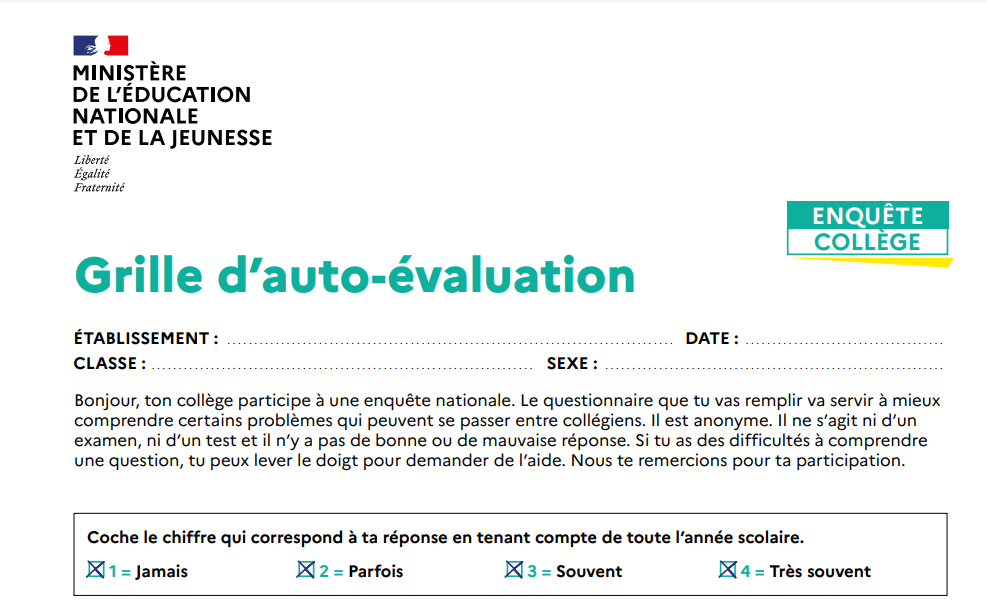 MINISTÈRE
DE L'ÉDUCATION
NATIONALE
ET DE LA JEUNESSE
Liberté
Égalité
Fraternité
ENQUÊTE
COLLÈGE
Grille d'auto-évaluation
ÉTABLISSEMENT : DATE :
CLASSE : SEXE :
Bonjour, ton collège participe à une enquête nationale. Le questionnaire que tu vas remplir va servir à mieux
comprendre certains problèmes qui peuvent se passer entre collégiens. Il est anonyme. Il ne s'agit ni d'un
examen, ni d'un test et il n'y a pas de bonne ou de mauvaise réponse. Si tu as des difficultés à comprendre
une question, tu peux lever le doigt pour demander de l'aide. Nous te remercions pour ta participation.
Coche le chiffre qui correspond à ta réponse en tenant compte de toute l'année scolaire.
1 = Jamais 2 = Parfois 3 = Souvent 4 = Très souvent